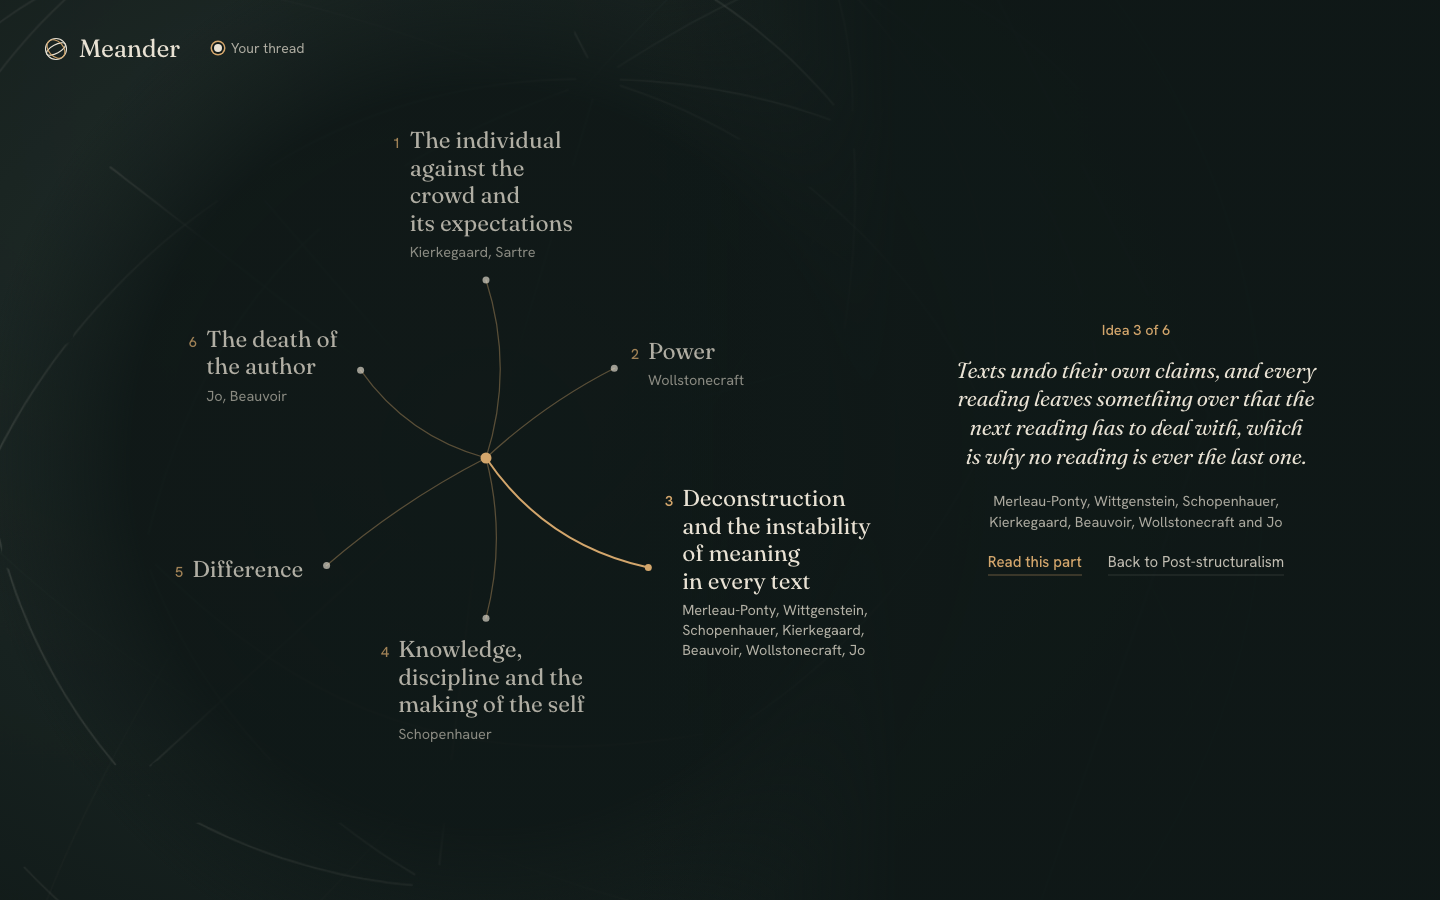 Meander
Your thread
1
The individual
against the
crowd and
its expectations
Kierkegaard, Sartre
2
Power
Wollstonecraft
3
Deconstruction
and the instability
of meaning
in every text
Merleau-Ponty, Wittgenstein,
Schopenhauer, Kierkegaard,
Beauvoir, Wollstonecraft, Jo
4
Knowledge,
discipline and the
making of the self
Schopenhauer
5
Difference
6
The death of
the author
Jo, Beauvoir
Idea 3 of 6
Texts undo their own claims, and every
reading leaves something over that the
next reading has to deal with, which
is why no reading is ever the last one.
Merleau-Ponty, Wittgenstein, Schopenhauer,
Kierkegaard, Beauvoir, Wollstonecraft and Jo
Read this part
Back to Post-structuralism